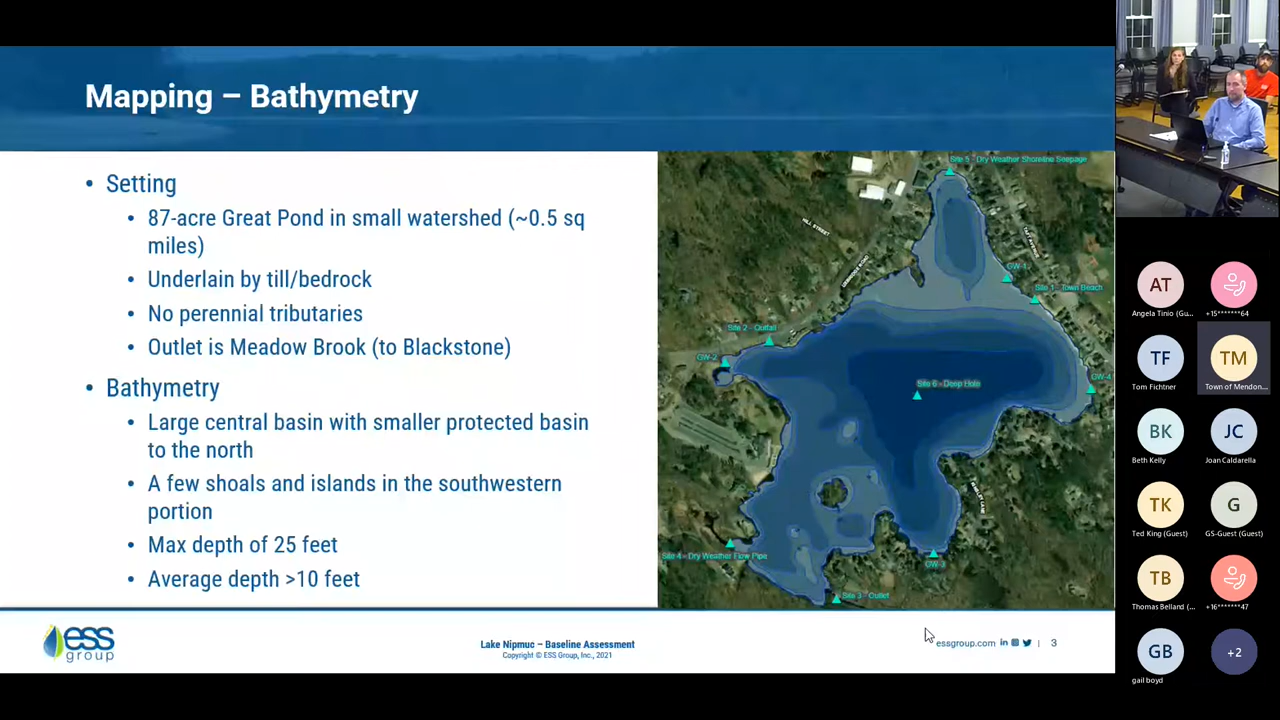 Mapping – Bathymetry
• Setting
• 87-acre Great Pond in small watershed (~0.5 sq
miles)
• Underlain by till/bedrock
• No perennial tributaries
• Outlet is Meadow Brook (to Blackstone)
• Bathymetry
• Large central basin with smaller protected basin
to the north
• A few shoals and islands in the southwestern
portion
• Max depth of 25 feet
• Average depth >10 feet
Site 5 - Dry Weather Shoreline Seepage
HILL STREET
TAFT AVENUE
GW-1
Site 1 - Town Beach
Site 2 - Outfall
GW-2
GW-4
Site 6 - Deep Hole
Site 4 - Dry Weather Flow Pipe
GW-3
Site 3 - Outlet
ess
group
Lake Nipmuc – Baseline Assessment
Copyright © ESS Group, Inc., 2021
essgroup.com
in
| 3
AT
Angela Tinio (Gu...
+15*******64
TF
Tom Fichtner
TM
Town of Mendon...
BK
Beth Kelly
JC
Joan Caldarella
TK
Ted King (Guest)
G
GS-Guest (Guest)
TB
Thomas Belland (...
+16*******47
GB
gail boyd
+2